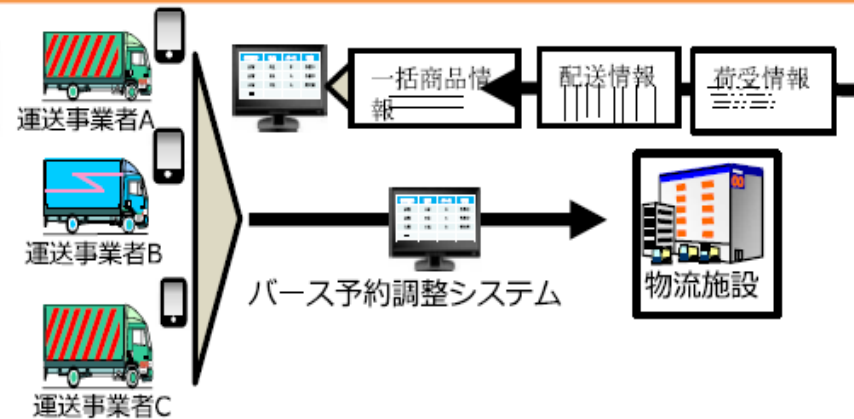 運送事業者A
一括商品情
報
配送情報
荷受情報
運送事業者B
バース予約調整システム
物流施設
運送事業者C